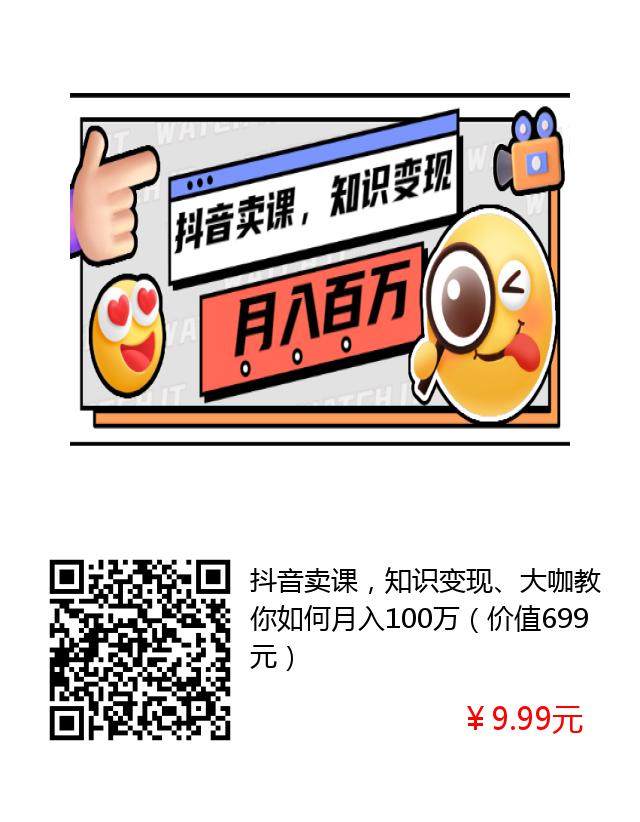 抖音卖课，知识变现
月入百万
WATCH IT
抖音卖课，知识变现、大咖教
你如何月入100万（价值699
元）
￥9.99元